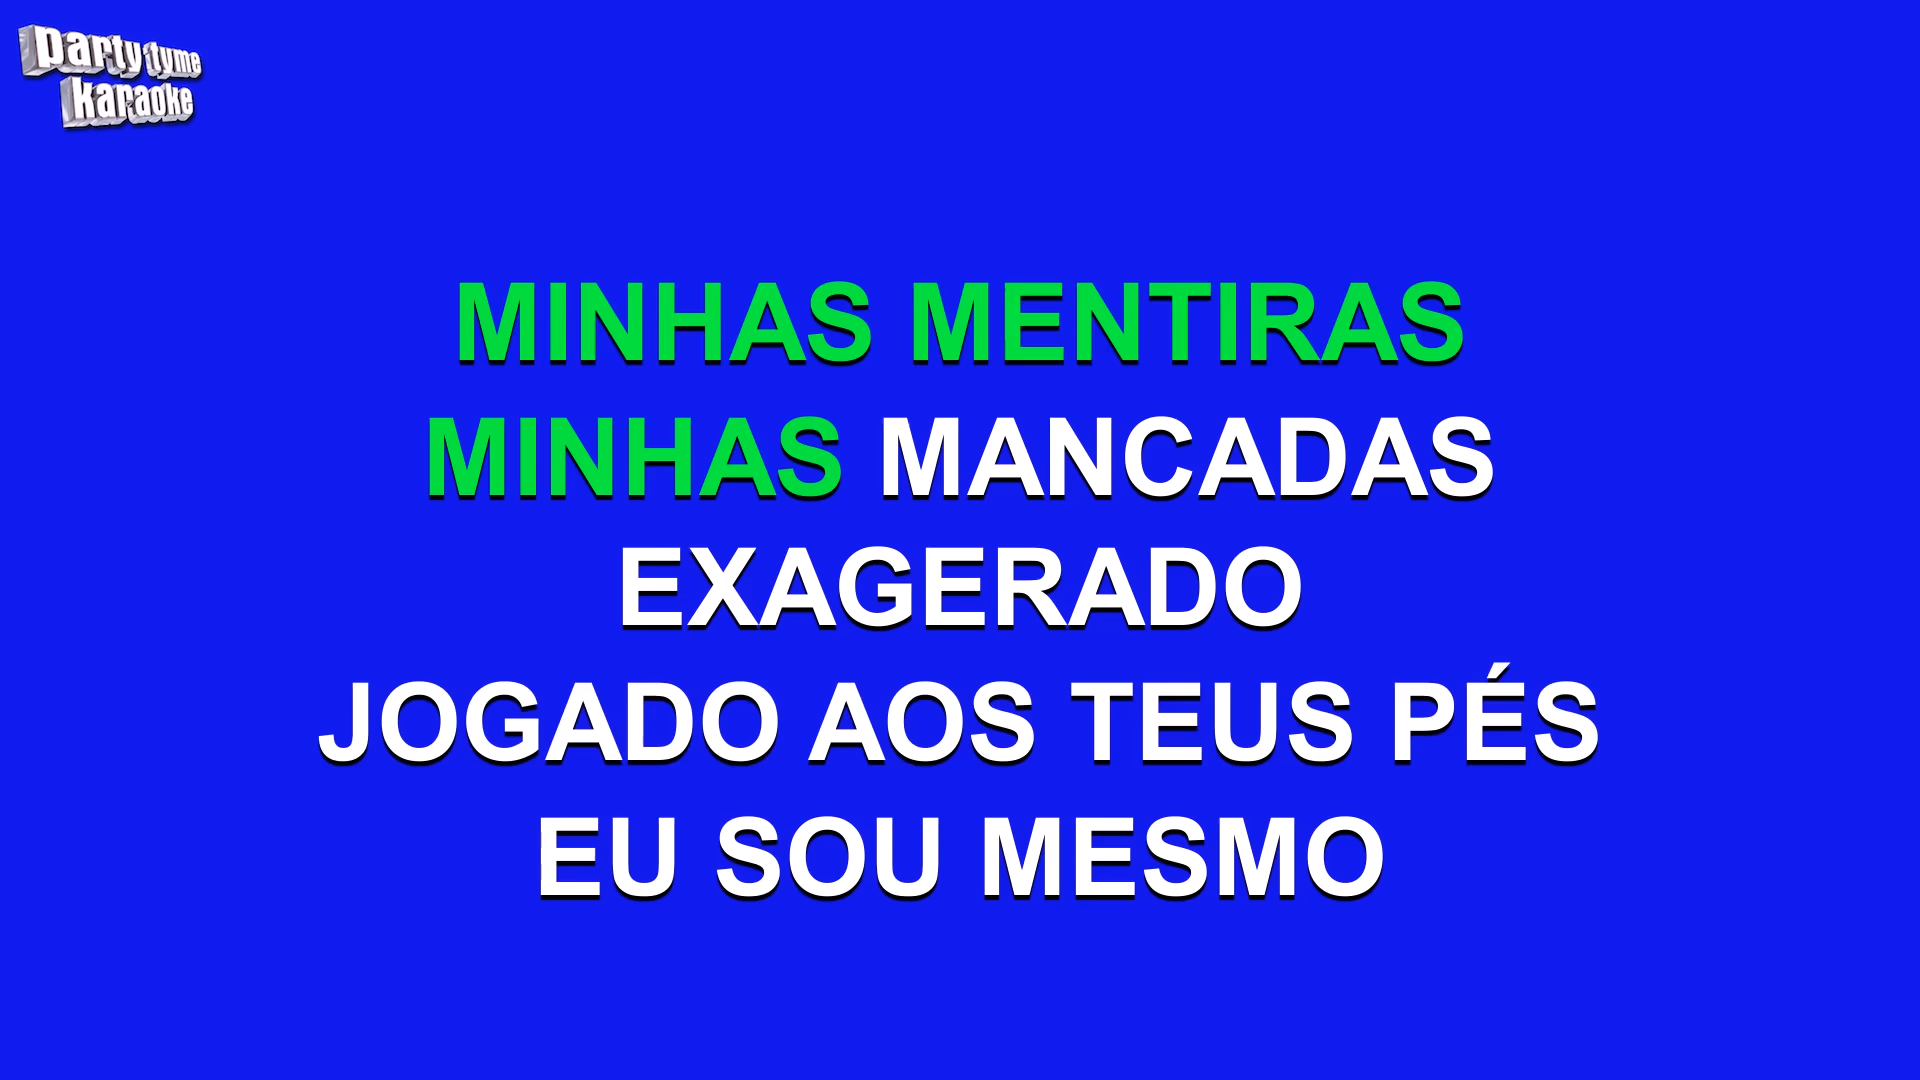 party tyme
karaoke
MINHAS MENTIRAS
MINHAS MANCADAS
EXAGERADO
JOGADO AOS TEUS PÉS
EU SOU MESMO